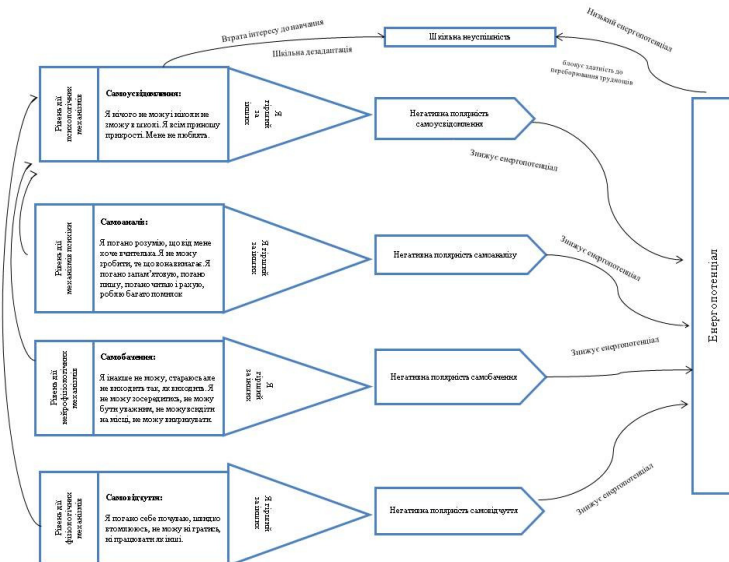 Втрата інтересу до навчання
Шкільна дезадаптація
Шкільна неуспішність
Низький енергопотенціал
блокує здатність до
переборювання труднощів
Рівень дії
психологічних
механізмів
Самоусвідомлення:
Я нічого не можу і ніколи не
зможу в школі. Я всім приношу
прикрості. Мене не люблять.
Я гірший
за
інших
Негативна полярність
самоусвідомлення
Знижує енергопотенціал
Рівень дії
механізмів психіки
Самоаналіз:
Я погано розумію, що від мене
хоче вчителька. Я не можу
зробити, те що вона вимагає. Я
погано запам’ятовую, погано
пишу, погано читаю і рахую,
роблю багато помилок
Я гірший
за інших
Негативна полярність самоаналізу
Знижує енергопотенціал
Енергопотенціал
Рівень дії
нейрофізіологічних
механізмів
Самобачення:
Я інакше не можу, стараюсь але
не виходить так, як виходить. Я
не можу зосередитись, не можу
бути уважним, не можу всидіти
на місці, не можу викрикувати.
Я гірший
за інших
Негативна полярність самобачення
Знижує енергопотенціал
Рівень дії
фізіологічних
механізмів
Самовідчуття:
Я погано себе почуваю, швидко
втомлююсь, не можу ні гратись,
ні працювати як інші.
Я гірший
за інших
Негативна полярність самовідчуття
Знижує енергопотенціал